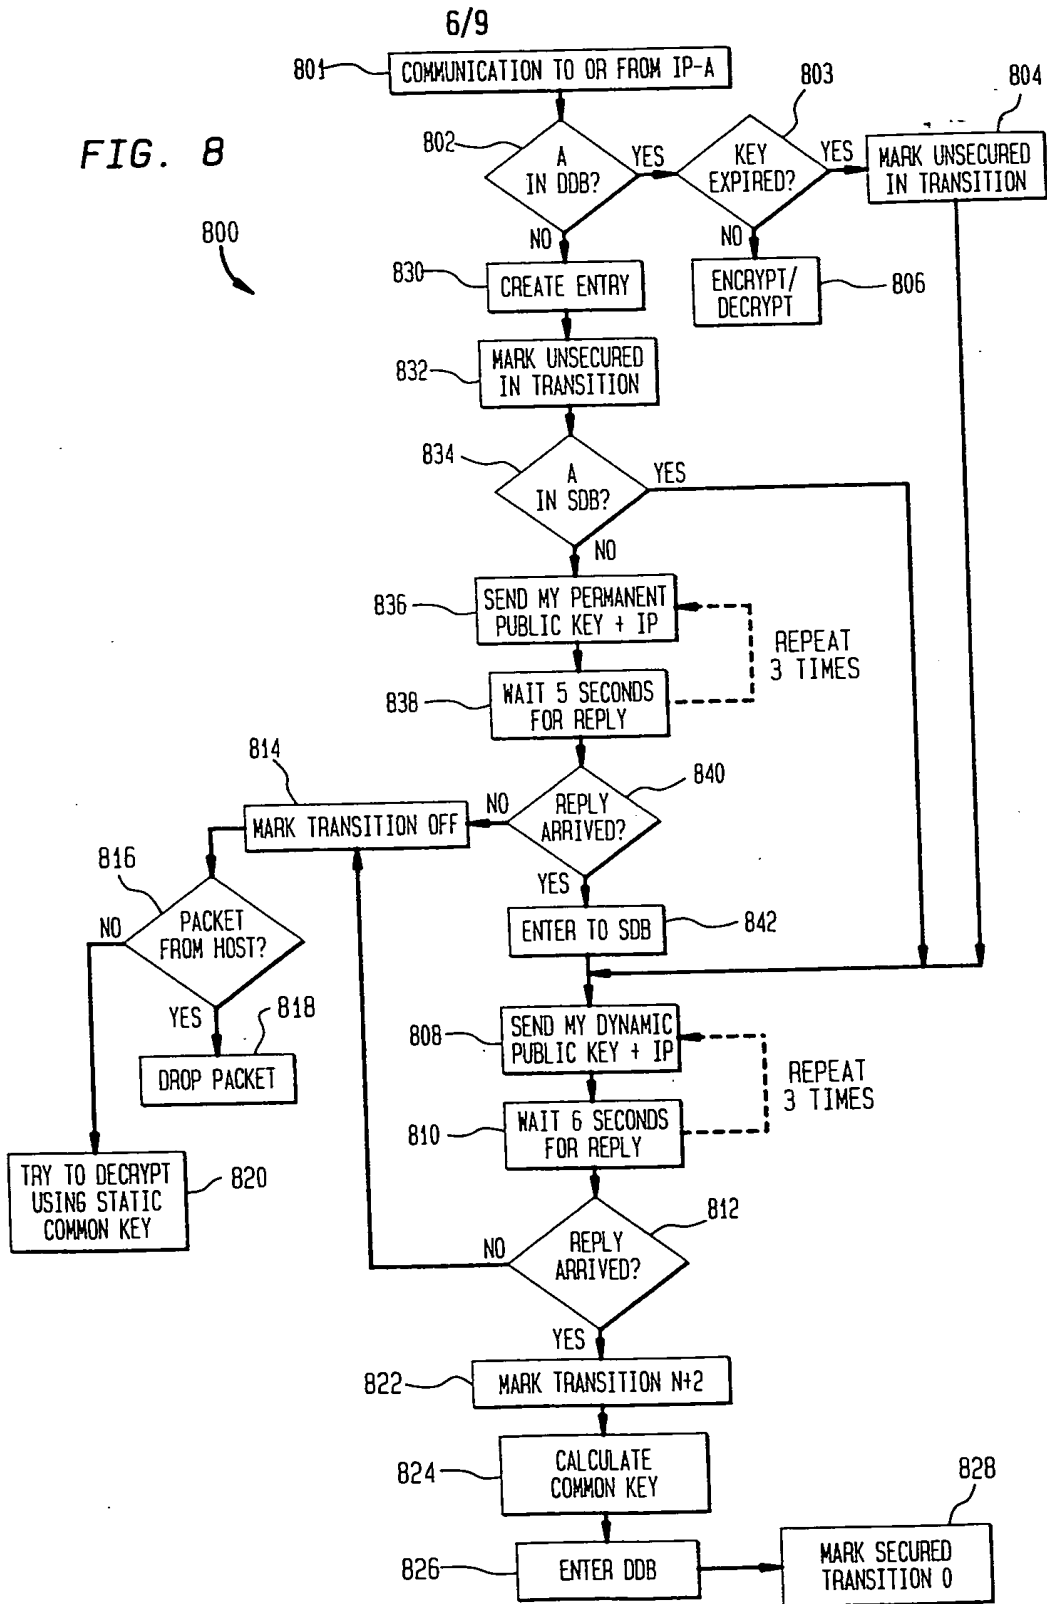 6/9
801
COMMUNICATION TO OR FROM IP-A
FIG. 8
800
802
A
IN DDB?
YES
NO
803
KEY
EXPIRED?
YES
NO
804
MARK UNSECURED
IN TRANSITION
ENCRYPT/
DECRYPT
806
830
CREATE ENTRY
832
MARK UNSECURED
IN TRANSITION
834
A
IN SDB?
YES
NO
836
SEND MY PERMANENT
PUBLIC KEY + IP
REPEAT
3 TIMES
838
WAIT 5 SECONDS
FOR REPLY
840
REPLY
ARRIVED?
NO
YES
814
MARK TRANSITION OFF
816
PACKET
FROM HOST?
NO
YES
818
DROP PACKET
TRY TO DECRYPT
USING STATIC
COMMON KEY
820
ENTER TO SDB
842
808
SEND MY DYNAMIC
PUBLIC KEY + IP
REPEAT
3 TIMES
810
WAIT 6 SECONDS
FOR REPLY
812
REPLY
ARRIVED?
NO
YES
822
MARK TRANSITION N+2
824
CALCULATE
COMMON KEY
826
ENTER DDB
828
MARK SECURED
TRANSITION 0